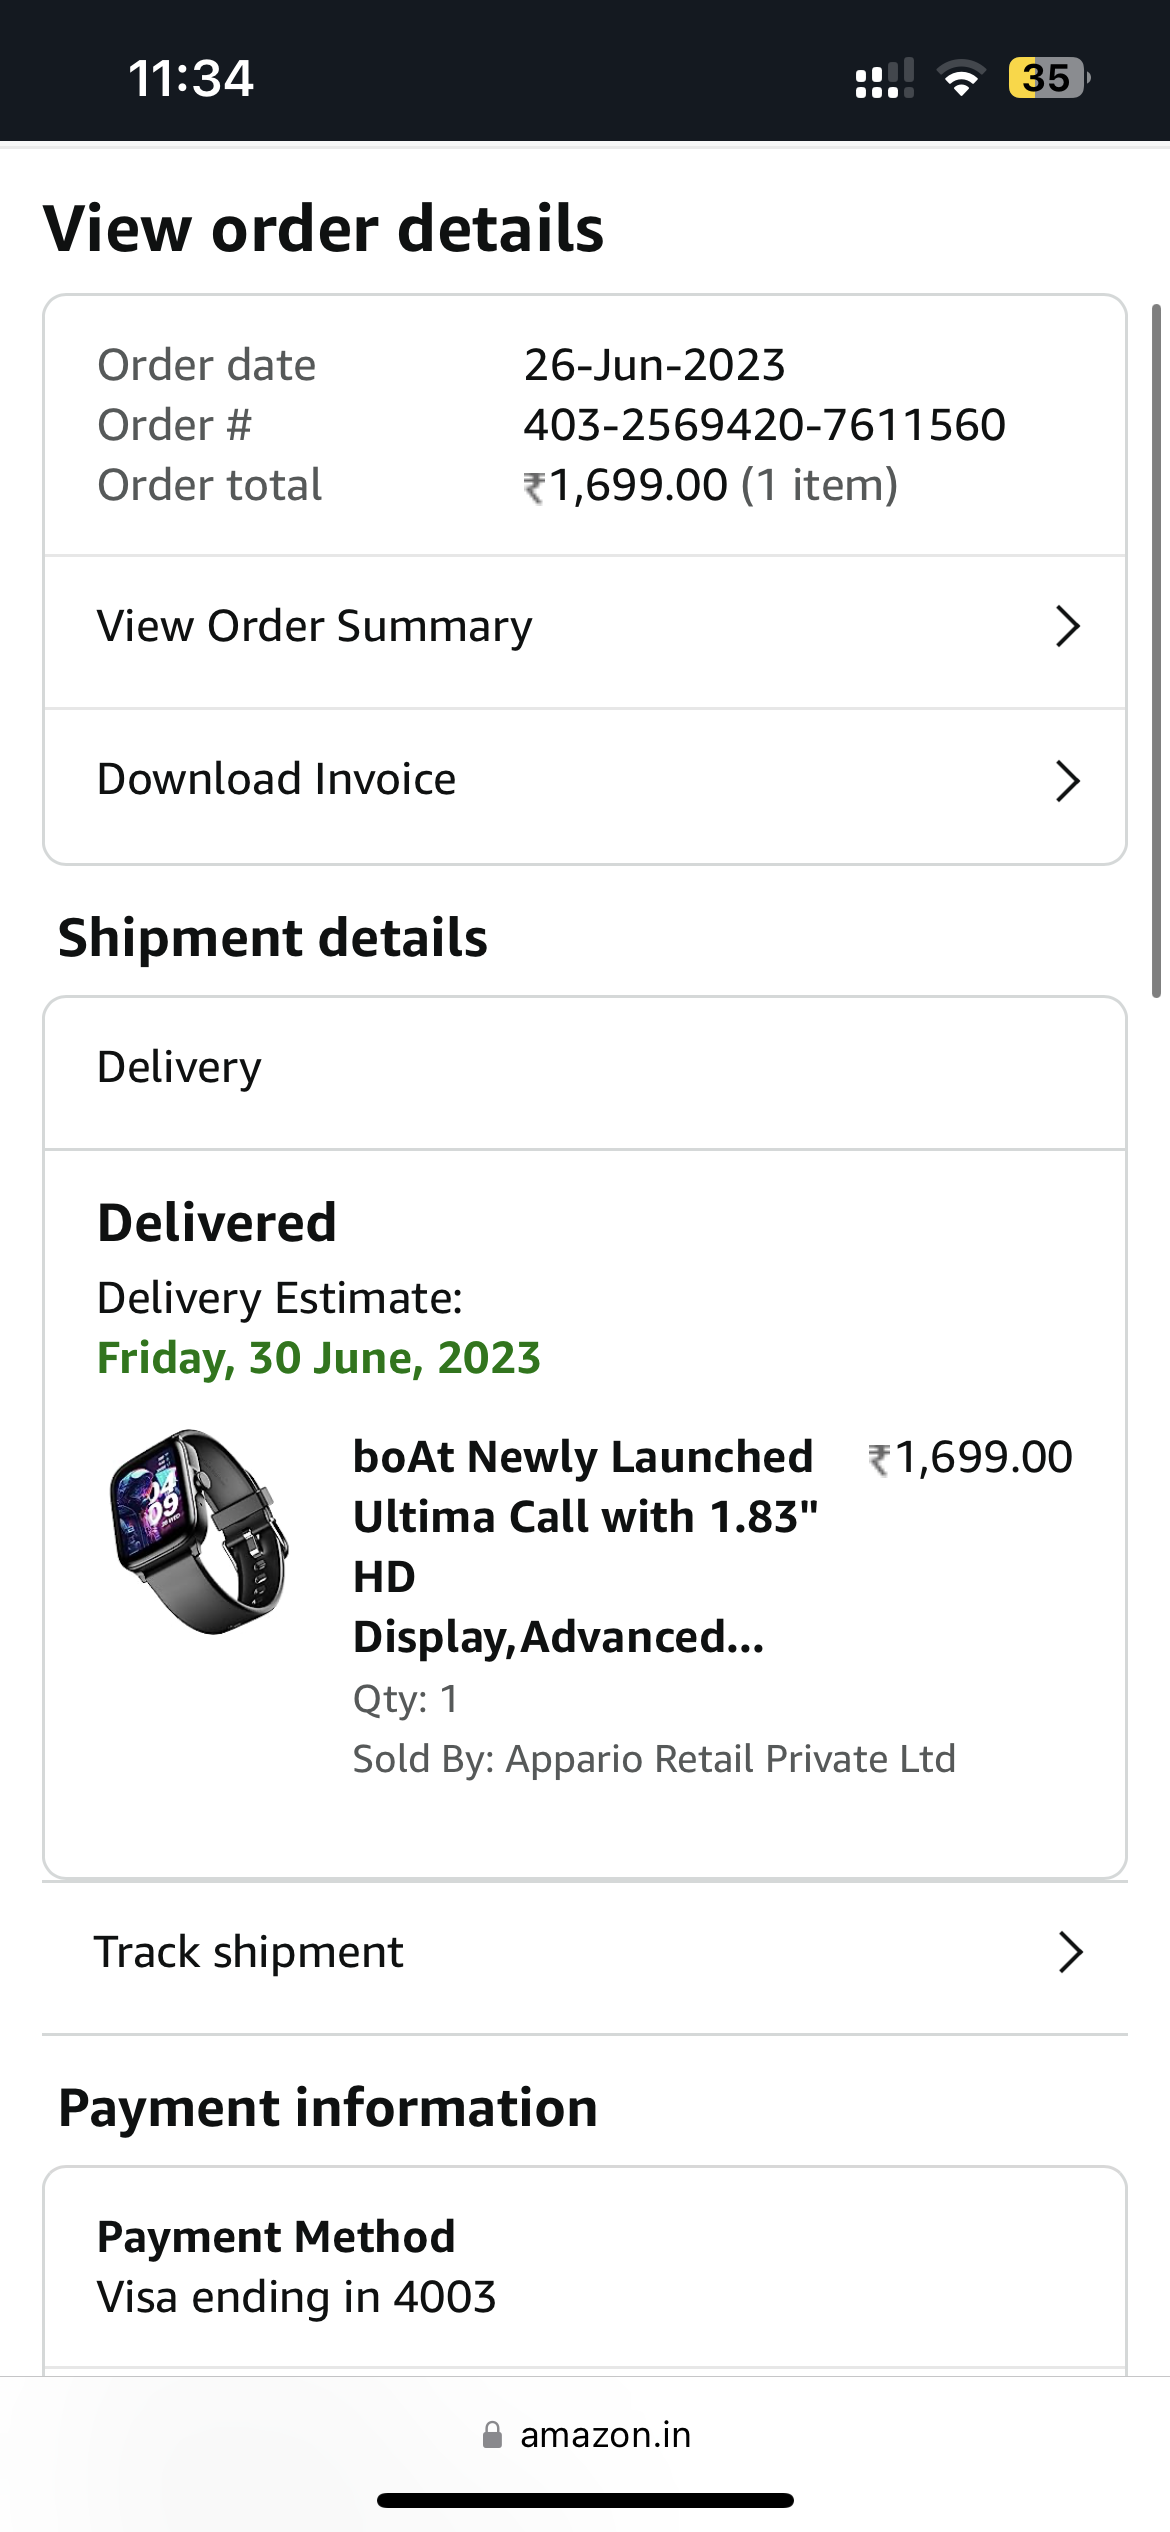 11:34
35
View order details
Order date 26-Jun-2023
Order # 403-2569420-7611560
Order total ₹1,699.00 (1 item)
View Order Summary
Download Invoice
Shipment details
Delivery
Delivered
Delivery Estimate:
Friday, 30 June, 2023
04
09
boAt Newly Launched ₹1,699.00
Ultima Call with 1.83"
HD
Display,Advanced...
Qty: 1
Sold By: Appario Retail Private Ltd
Track shipment
Payment information
Payment Method
Visa ending in 4003
amazon.in